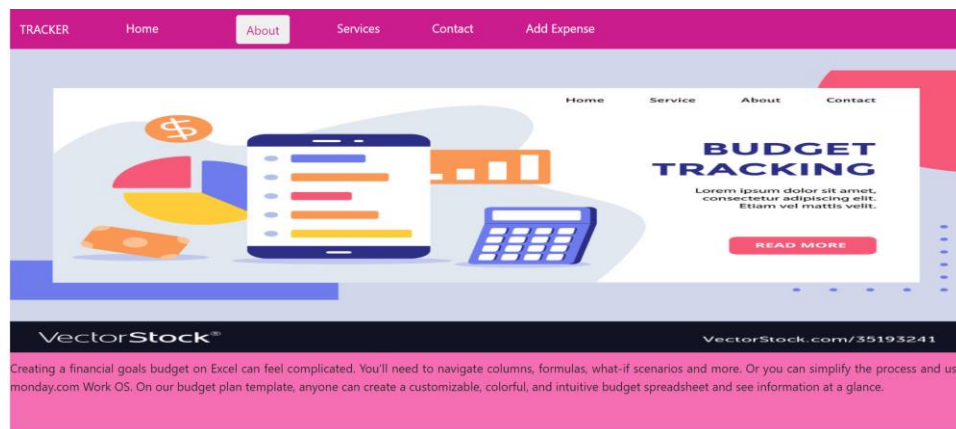 TRACKER Home About Services Contact Add Expense
Home Service About Contact
BUDGET
TRACKING
Lorem ipsum dolor sit amet,
consectetur adipiscing elit.
Etiam vel mattis velit.
READ MORE
VectorStock® VectorStock.com/35193241
Creating a financial goals budget on Excel can feel complicated. You'll need to navigate columns, formulas, what-if scenarios and more. Or you can simplify the process and us
monday.com Work OS. On our budget plan template, anyone can create a customizable, colorful, and intuitive budget spreadsheet and see information at a glance.